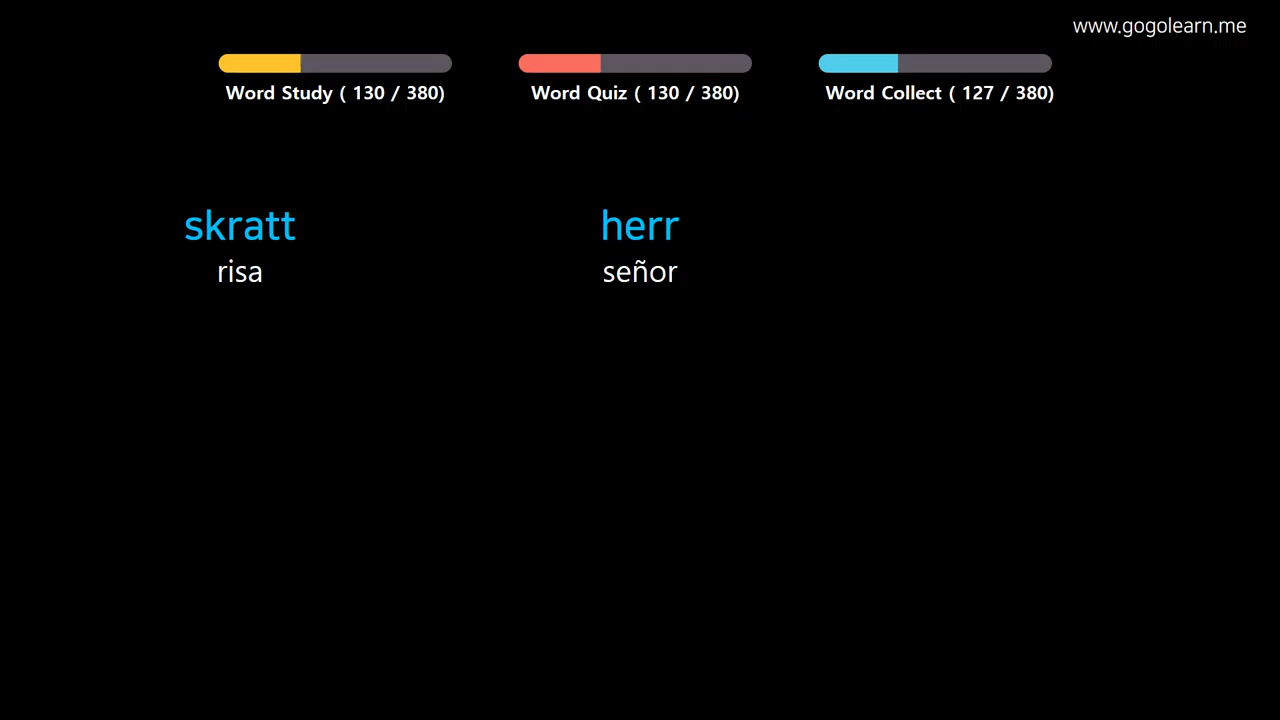 www.gogolearn.me
Word Study ( 130 / 380)
Word Quiz ( 130 / 380)
Word Collect ( 127 / 380)
skratt
risa
herr
señor